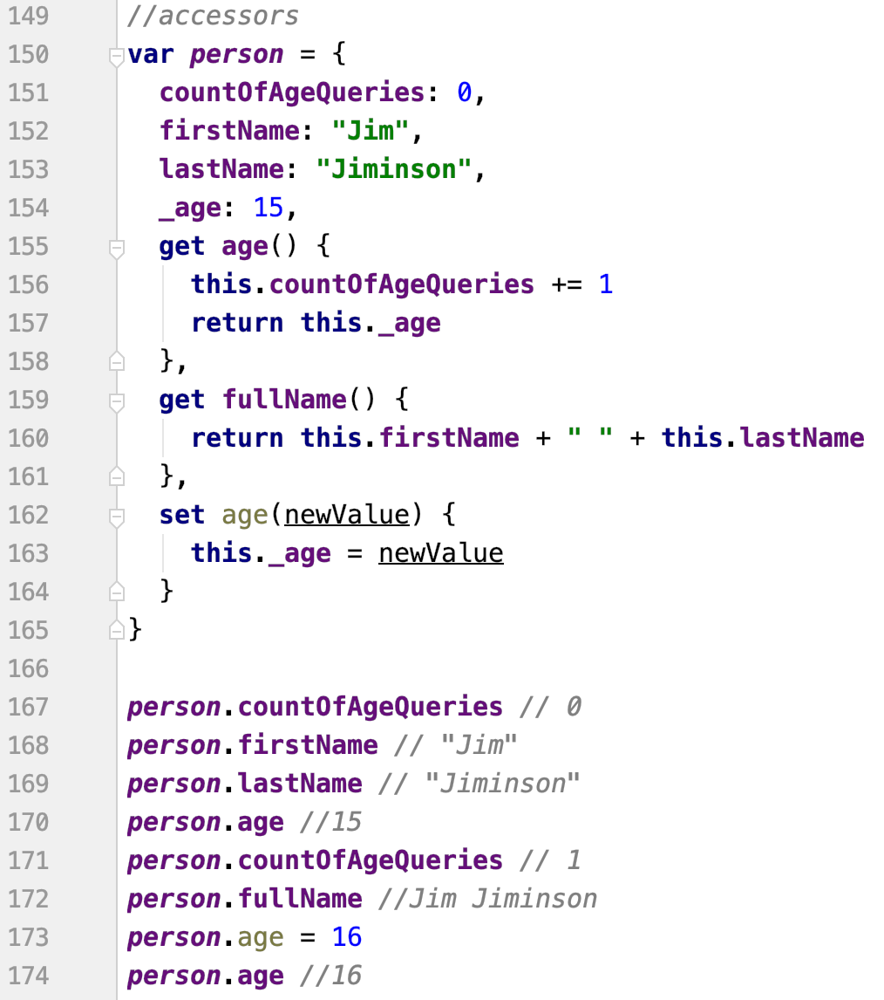 149 //accessors
150 var person = {
151   countOfAgeQueries: 0,
152   firstName: "Jim",
153   lastName: "Jiminson",
154   _age: 15,
155   get age() {
156     this.countOfAgeQueries += 1
157     return this._age
158   },
159   get fullName() {
160     return this.firstName + " " + this.lastName
161   },
162   set age(newValue) {
163     this._age = newValue
164   }
165 }
166
167 person.countOfAgeQueries // 0
168 person.firstName // "Jim"
169 person.lastName // "Jiminson"
170 person.age //15
171 person.countOfAgeQueries // 1
172 person.fullName //Jim Jiminson
173 person.age = 16
174 person.age //16